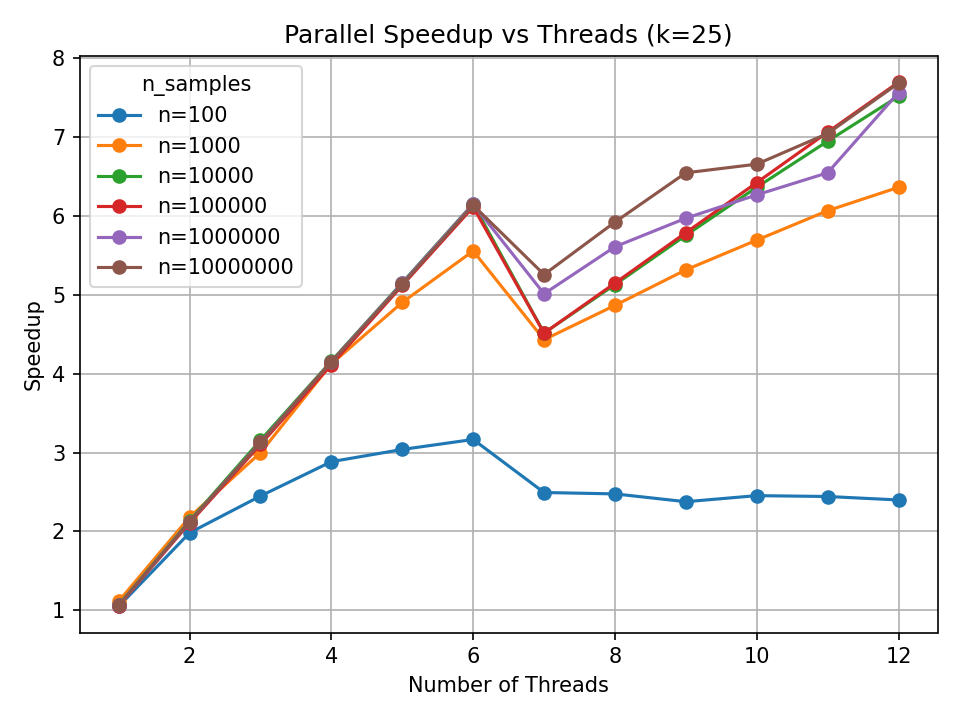 Parallel Speedup vs Threads (k=25)
8
7
6
5
4
3
2
1
Speedup
n_samples
n=100
n=1000
n=10000
n=100000
n=1000000
n=10000000
2 4 6 8 10 12
Number of Threads